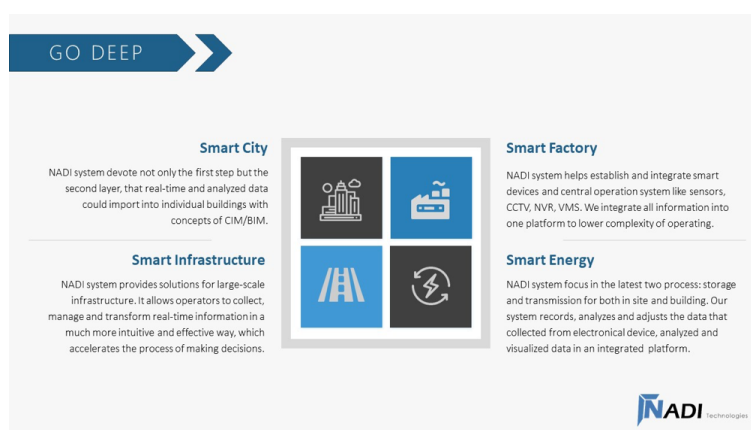 GO DEEP
Smart City
NADI system devote not only the first step but the
second layer, that real-time and analyzed data
could import into individual buildings with
concepts of CIM/BIM.
Smart Infrastructure
NADI system provides solutions for large-scale
infrastructure. It allows operators to collect,
manage and transform real-time information in a
much more intuitive and effective way, which
accelerates the process of making decisions.
Smart Factory
NADI system helps establish and integrate smart
devices and central operation system like sensors,
CCTV, NVR, VMS. We integrate all information into
one platform to lower complexity of operating.
Smart Energy
NADI system focus in the latest two process: storage
and transmission for both in site and building. Our
system records, analyzes and adjusts the data that
collected from electronical device, analyzed and
visualized data in an integrated platform.
NADI Technologies